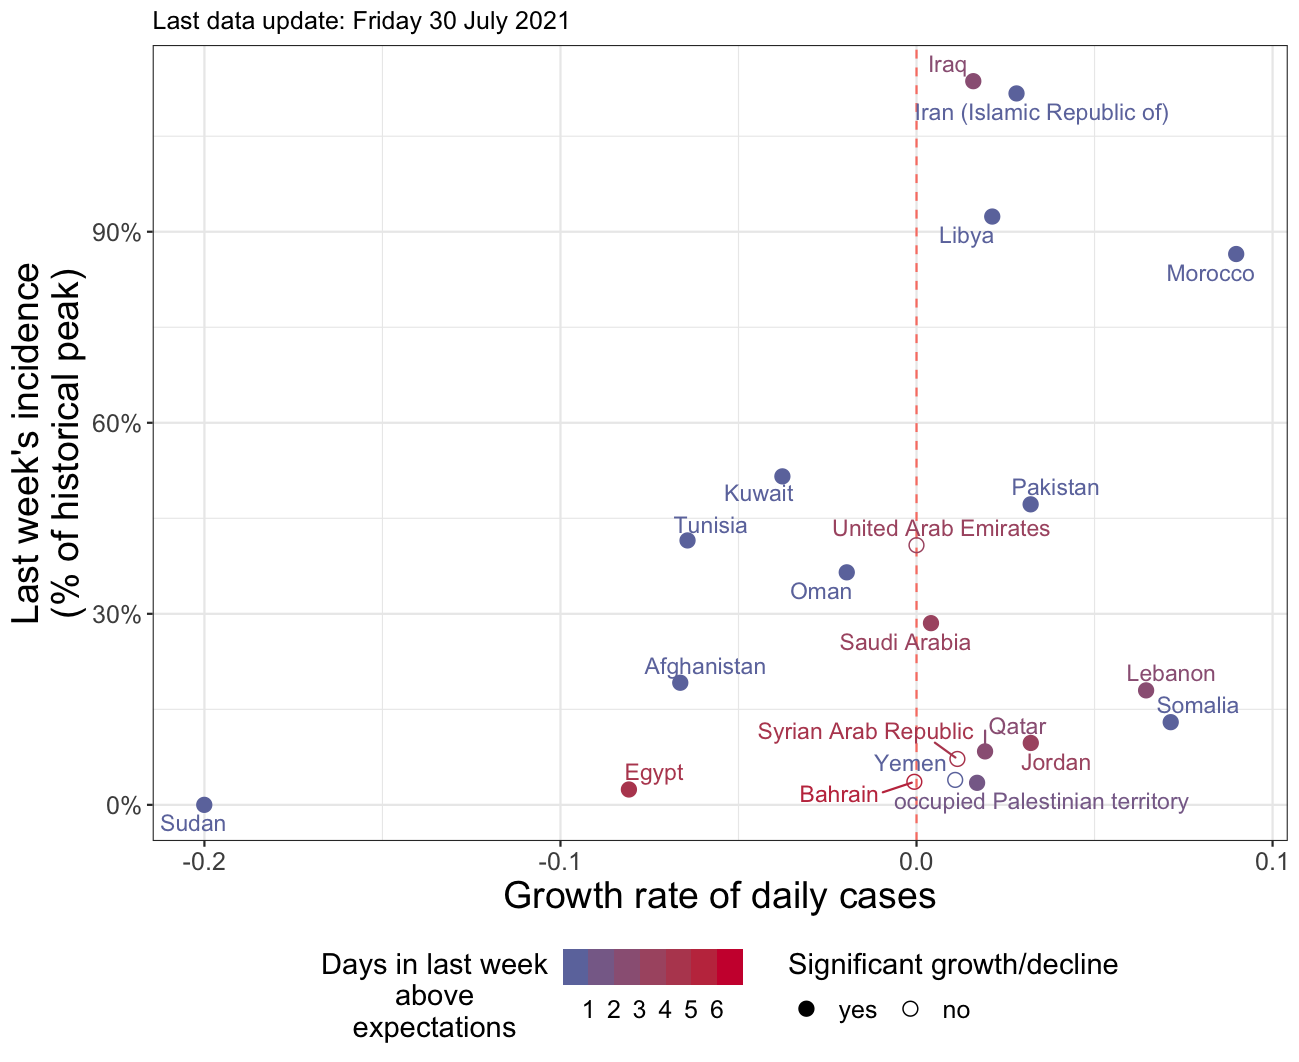 Last data update: Friday 30 July 2021
Last week's incidence
(% of historical peak)
90%
60%
30%
0%
Iraq
Iran (Islamic Republic of)
Libya
Morocco
Kuwait
Pakistan
Tunisia
United Arab Emirates
Oman
Saudi Arabia
Afghanistan
Lebanon
Somalia
Qatar
Syrian Arab Republic
Jordan
Yemen
Egypt
Bahrain
occupied Palestinian territory
Sudan
-0.2
-0.1
0.0
0.1
Growth rate of daily cases
Days in last week
above
expectations
1 2 3 4 5 6
Significant growth/decline
yes no